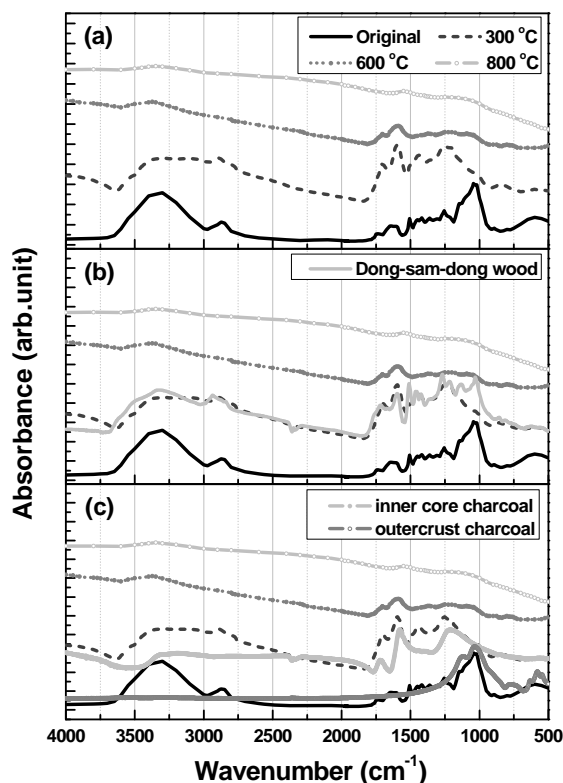 (a)
Original
300 °C
600 °C
800 °C
(b)
Dong-sam-dong wood
(c)
inner core charcoal
outercrust charcoal
Absorbance (arb.unit)
4000 3500 3000 2500 2000 1500 1000 500
Wavenumber (cm-1)